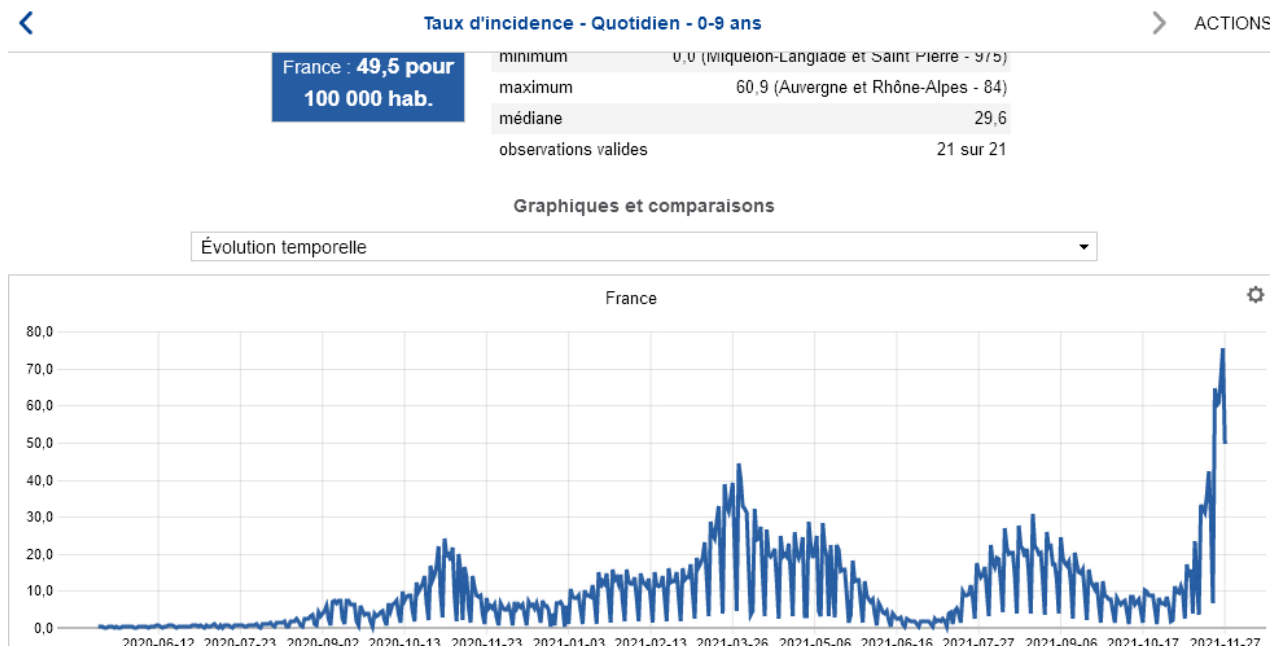 Taux d'incidence - Quotidien - 0-9 ans
ACTIONS
France : 49,5 pour
100 000 hab.
minimum 0,0 (Miquelon-Langlade et Saint Pierre - 975)
maximum 60,9 (Auvergne et Rhône-Alpes - 84)
médiane 29,6
observations valides 21 sur 21
Graphiques et comparaisons
Évolution temporelle
France
80,0
70,0
60,0
50,0
40,0
30,0
20,0
10,0
0,0
2020-06-12 2020-07-23 2020-09-02 2020-10-13 2020-11-23 2021-01-03 2021-02-13 2021-03-26 2021-05-06 2021-06-16 2021-07-27 2021-09-06 2021-10-17 2021-11-27